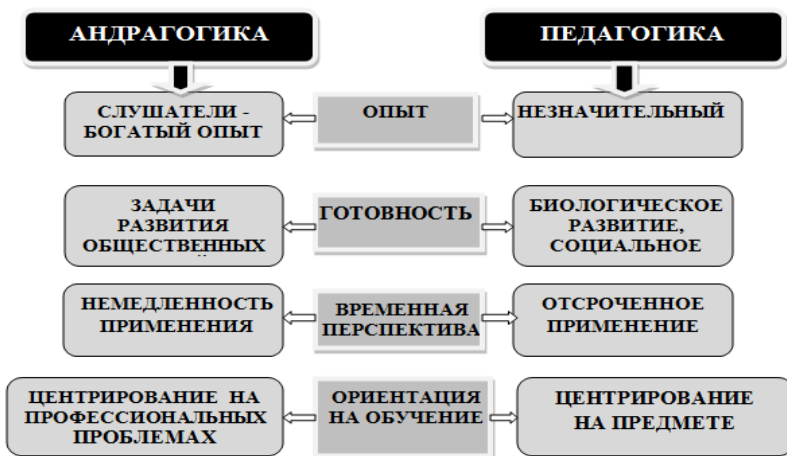 АНДРАГОГИКА
ПЕДАГОГИКА
СЛУШАТЕЛИ -
БОГАТЫЙ ОПЫТ
ОПЫТ
НЕЗНАЧИТЕЛЬНЫЙ
ЗАДАЧИ
РАЗВИТИЯ
ОБЩЕСТВЕННЫХ
ГОТОВНОСТЬ
БИОЛОГИЧЕСКОЕ
РАЗВИТИЕ,
СОЦИАЛЬНОЕ
НЕМЕДЛЕННОСТЬ
ПРИМЕНЕНИЯ
ВРЕМЕННАЯ
ПЕРСПЕКТИВА
ОТСРОЧЕННОЕ
ПРИМЕНЕНИЕ
ЦЕНТРИРОВАНИЕ НА
ПРОФЕССИОНАЛЬНЫХ
ПРОБЛЕМАХ
ОРИЕНТАЦИЯ
НА ОБУЧЕНИЕ
ЦЕНТРИРОВАНИЕ
НА ПРЕДМЕТЕ